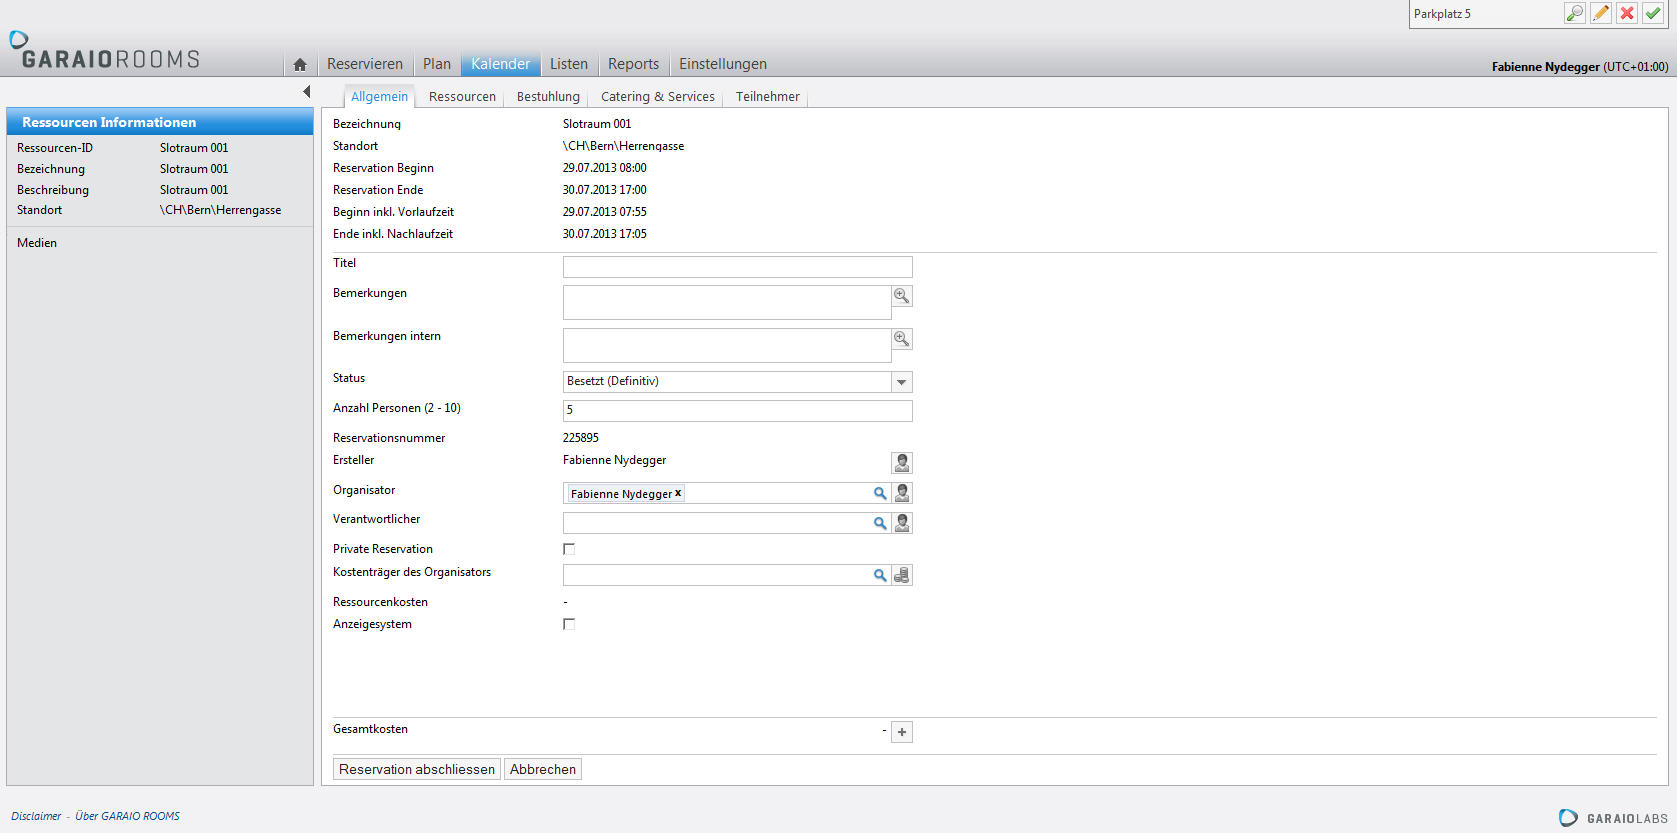 Parkplatz 5
GARAIOROOMS
Reservieren Plan Kalender Listen Reports Einstellungen
Fabienne Nydegger (UTC+01:00)
Allgemein Ressourcen Bestuhlung Catering & Services Teilnehmer
Ressourcen Informationen
Ressourcen-ID Slotraum 001
Bezeichnung Slotraum 001
Beschreibung Slotraum 001
Standort \CH\Bern\Herrengasse
Medien
Bezeichnung Slotraum 001
Standort \CH\Bern\Herrengasse
Reservation Beginn 29.07.2013 08:00
Reservation Ende 30.07.2013 17:00
Beginn inkl. Vorlaufzeit 29.07.2013 07:55
Ende inkl. Nachlaufzeit 30.07.2013 17:05
Titel
Bemerkungen
Bemerkungen intern
Status Besetzt (Definitiv)
Anzahl Personen (2 - 10) 5
Reservationsnummer 225895
Ersteller Fabienne Nydegger
Organisator Fabienne Nydegger x
Verantwortlicher
Private Reservation
Kostenträger des Organisators
Ressourcenkosten -
Anzeigesystem
Gesamtkosten - +
Reservation abschliessen Abbrechen
Disclaimer - Über GARAIO ROOMS
GARAIOLABS